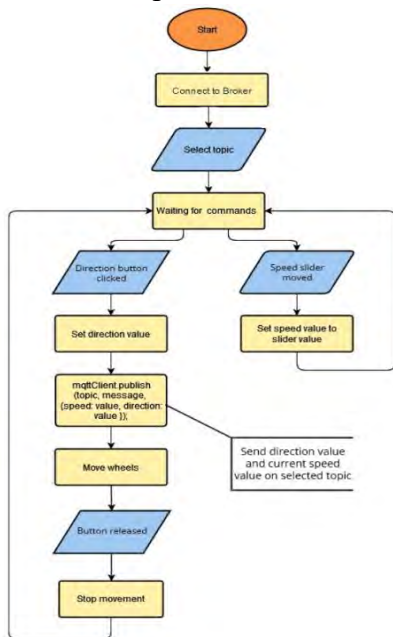 Start
Connect to Broker
Select topic
Waiting for commands
Direction button
clicked
Speed slider
moved
Set direction value
Set speed value to
slider value
mqttClient publish
(topic, message,
(speed: value, direction:
value });
Send direction value
and current speed
value on selected topic
Move wheels
Button released
Stop movement